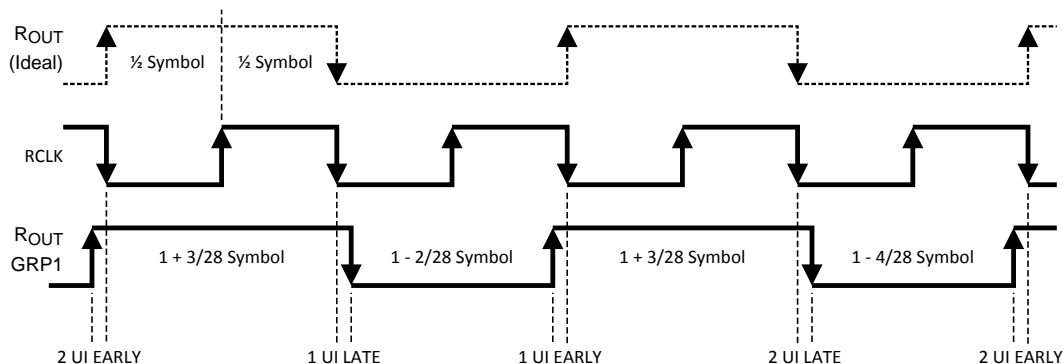 ROUT
(Ideal)
½ Symbol
½ Symbol
RCLK
ROUT
GRP1
1 + 3/28 Symbol
1 - 2/28 Symbol
1 + 3/28 Symbol
1 - 4/28 Symbol
2 UI EARLY
1 UI LATE
1 UI EARLY
2 UI LATE
2 UI EARLY